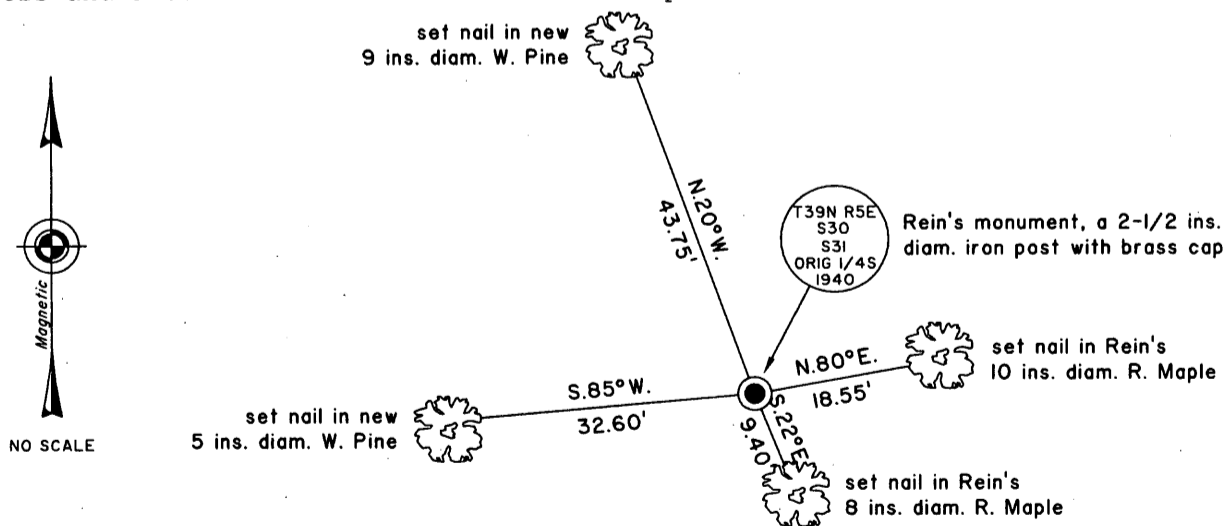 set nail in new
9 ins. diam. W. Pine
Magnetic
NO SCALE
N.20°W.
43.75'
T39N R5E
S30
S31
ORIG 1/4S
1940
Rein's monument, a 2-1/2 ins.
diam. iron post with brass cap
set nail in Rein's
10 ins. diam. R. Maple
N.80°E.
18.55'
S.85°W.
32.60'
set nail in new
5 ins. diam. W. Pine
S.22°E.
9.40'
set nail in Rein's
8 ins. diam. R. Maple